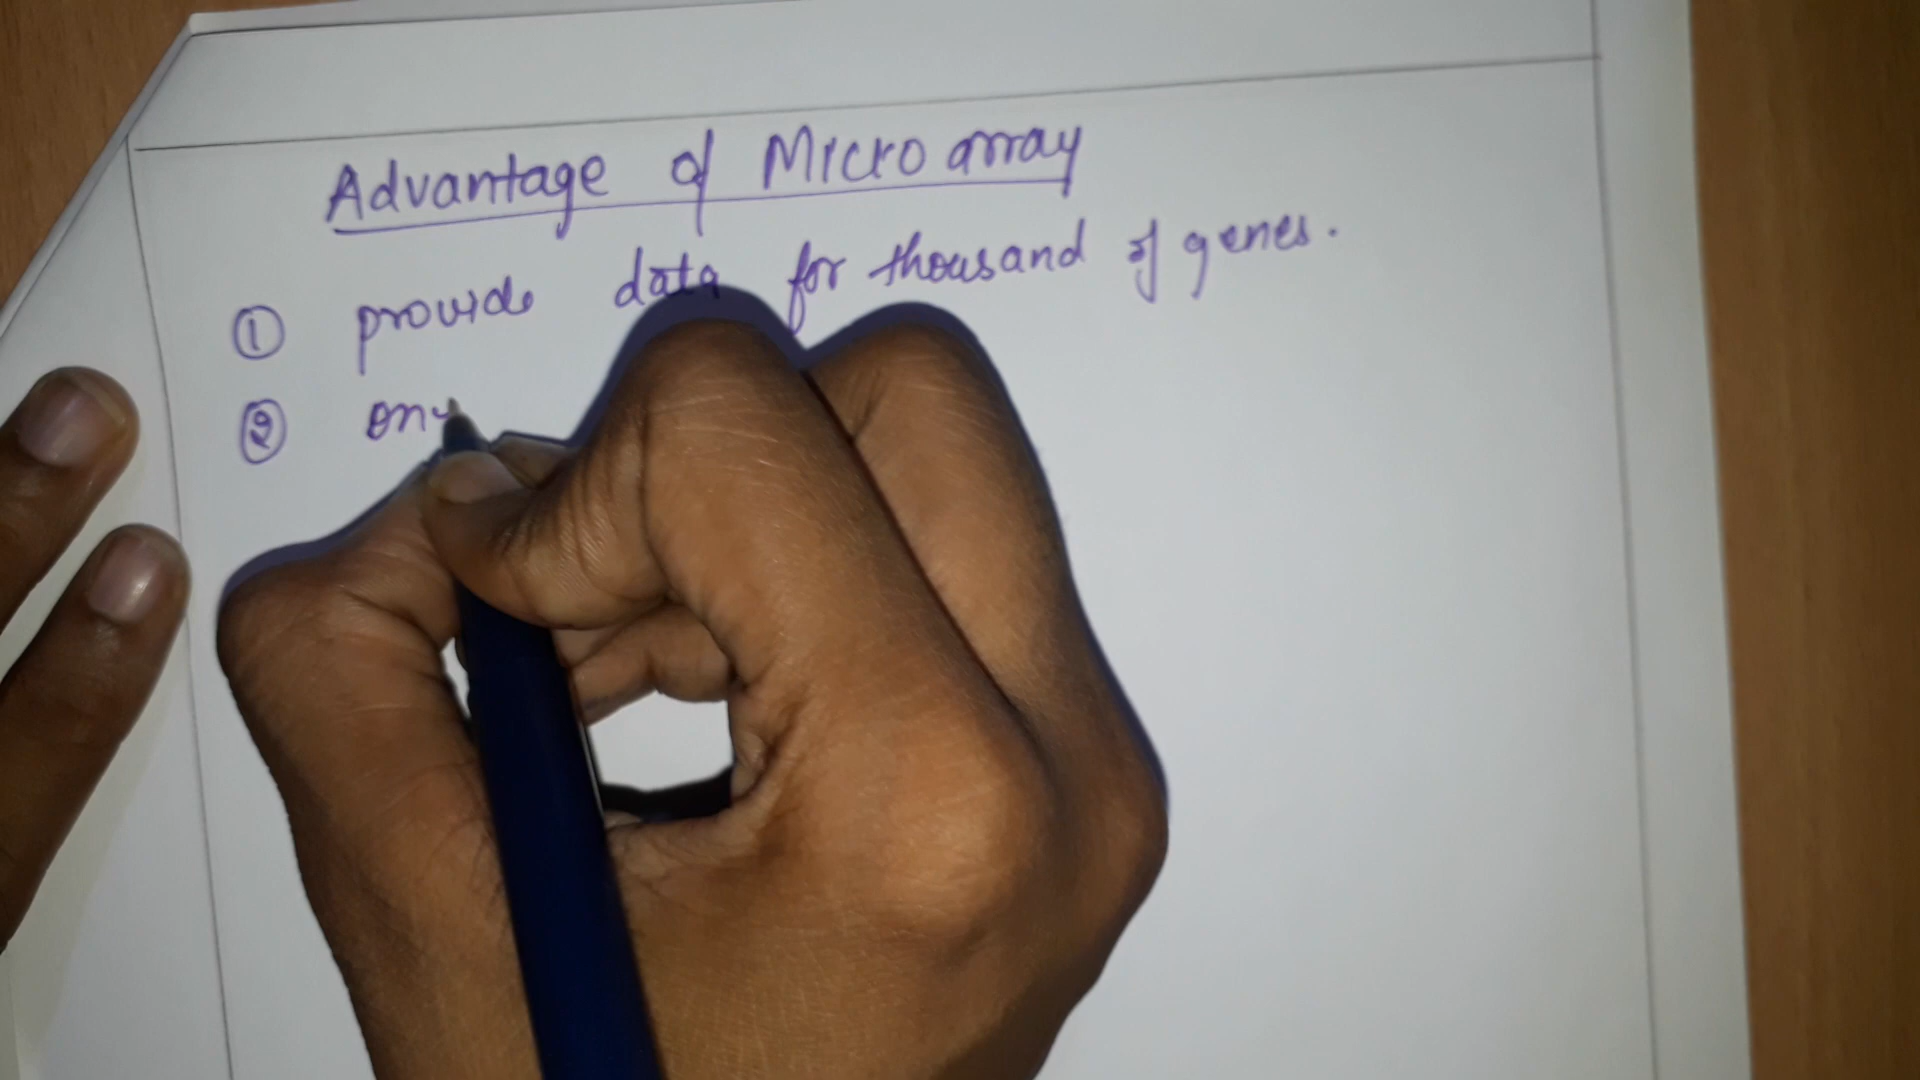 Advantage of Micro array
① provide data for thousand of genes.
②